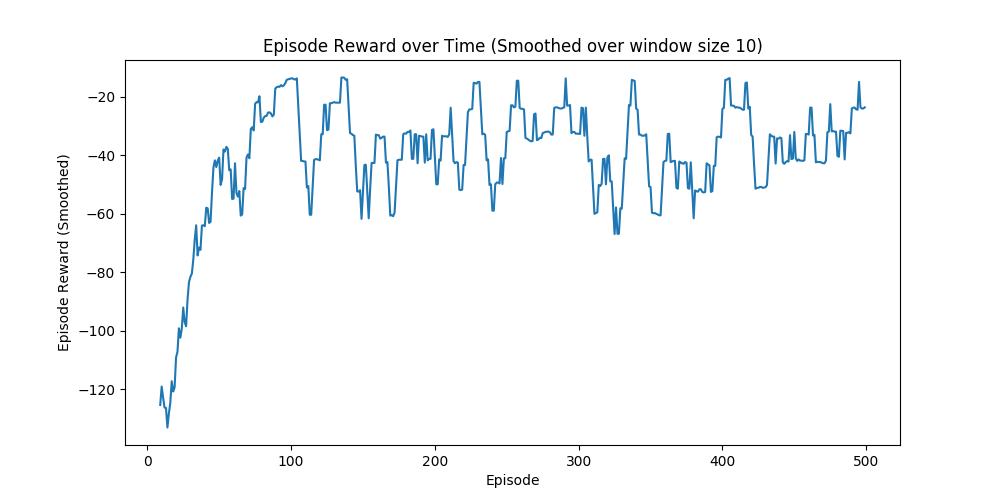 Episode Reward over Time (Smoothed over window size 10)
Episode Reward (Smoothed)
−20
−40
−60
−80
−100
−120
0 100 200 300 400 500
Episode